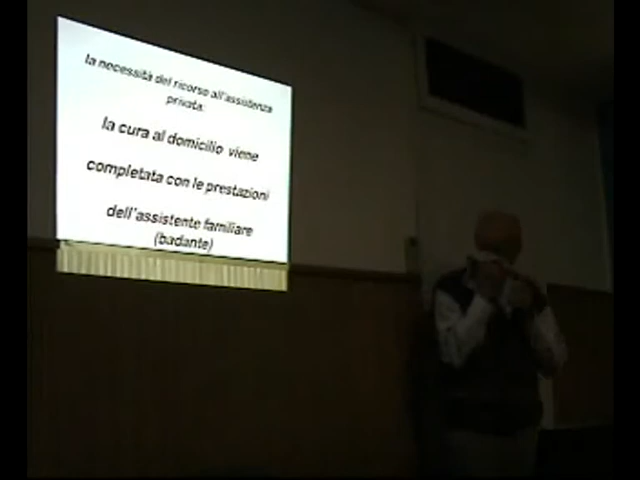 la necessità del ricorso all'assistenza
privata:
la cura al domicilio viene
completata con le prestazioni
dell'assistente familiare
(badante)